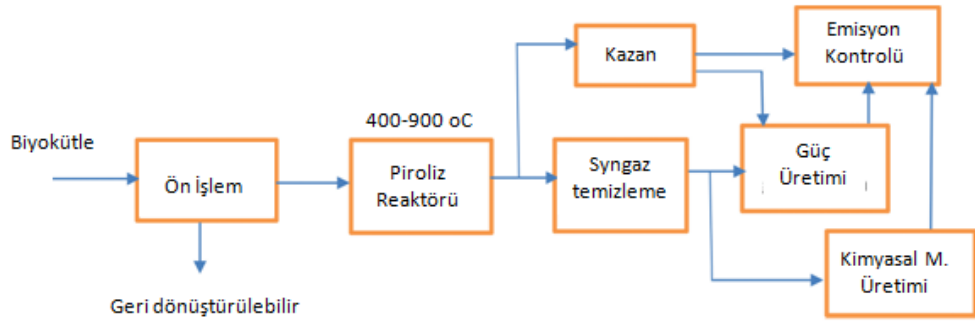 Emisyon
Kontrolü
Kazan
400-900 oC
Biyokütle
Ön İşlem
Piroliz
Reaktörü
Syngaz
temizleme
Güç
Üretimi
Kimyasal M.
Üretimi
Geri dönüştürülebilir